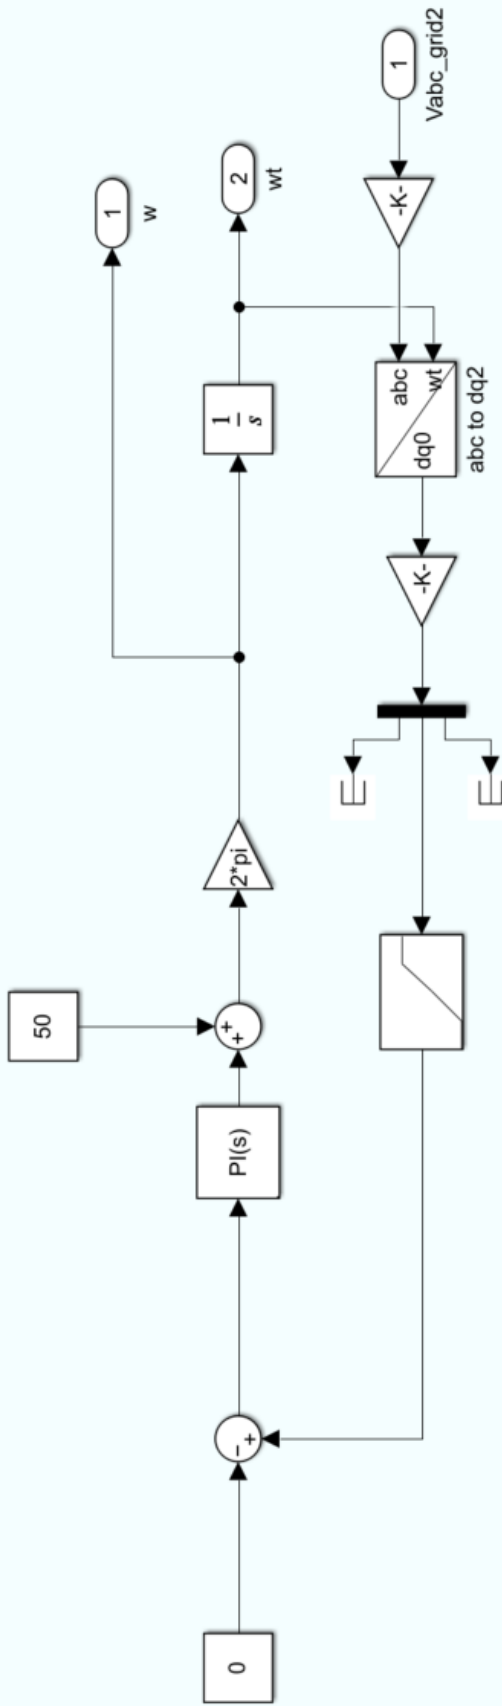 50
1
w
0
-
+
PI(s)
+
+
2*pi
1
s
2
wt
dq0
abc
wt
abc to dq2
-K-
-K-
1
Vabc_grid2